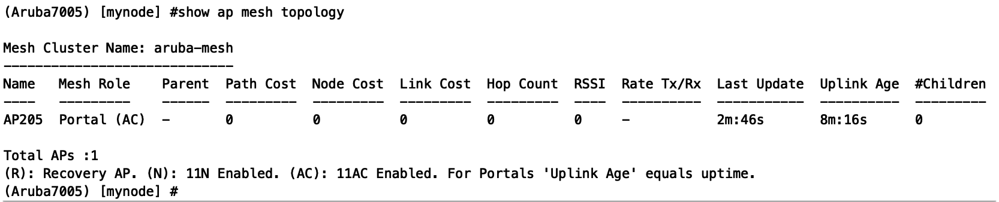 (Aruba7005) [mynode] #show ap mesh topology
Mesh Cluster Name: aruba-mesh
-----------------------------
Name   Mesh Role    Parent  Path Cost  Node Cost  Link Cost  Hop Count  RSSI  Rate Tx/Rx  Last Update  Uplink Age  #Children
----   ---------    ------  ---------  ---------  ---------  ---------  ----  ----------  -----------  ----------  ---------
AP205  Portal (AC)  -       0          0          0          0          0     -           2m:46s       8m:16s      0
Total APs :1
(R): Recovery AP. (N): 11N Enabled. (AC): 11AC Enabled. For Portals 'Uplink Age' equals uptime.
(Aruba7005) [mynode] #